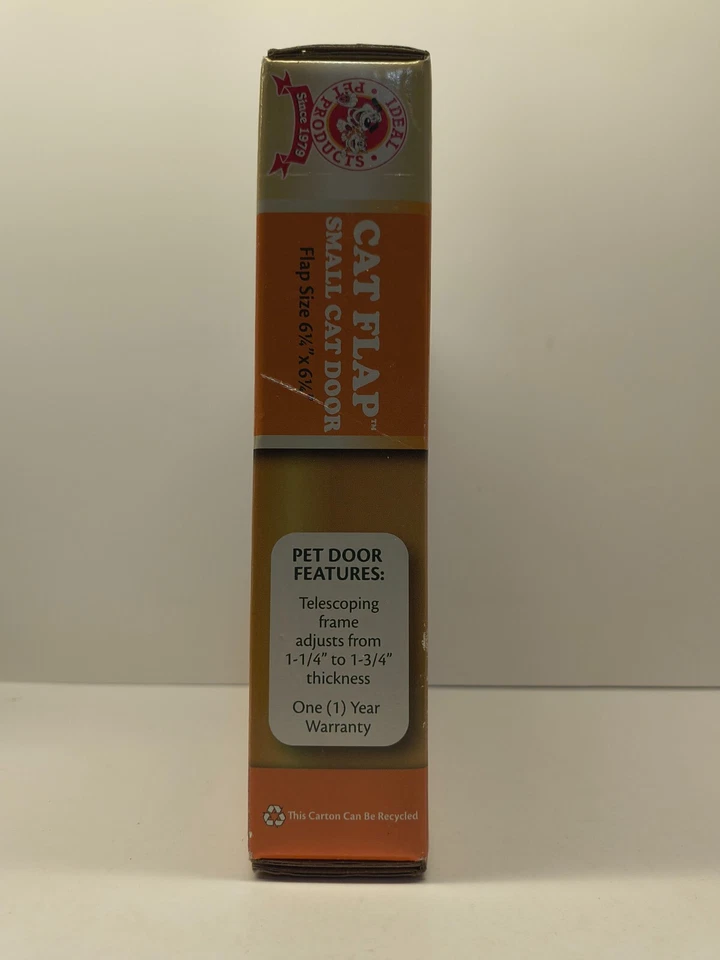 IDEAL
PET PRODUCTS
Since 1979
CAT FLAP™
SMALL CAT DOOR
Flap Size 6¼" x 6¼"
PET DOOR
FEATURES:
Telescoping
frame
adjusts from
1-1/4" to 1-3/4"
thickness
One (1) Year
Warranty
This Carton Can Be Recycled